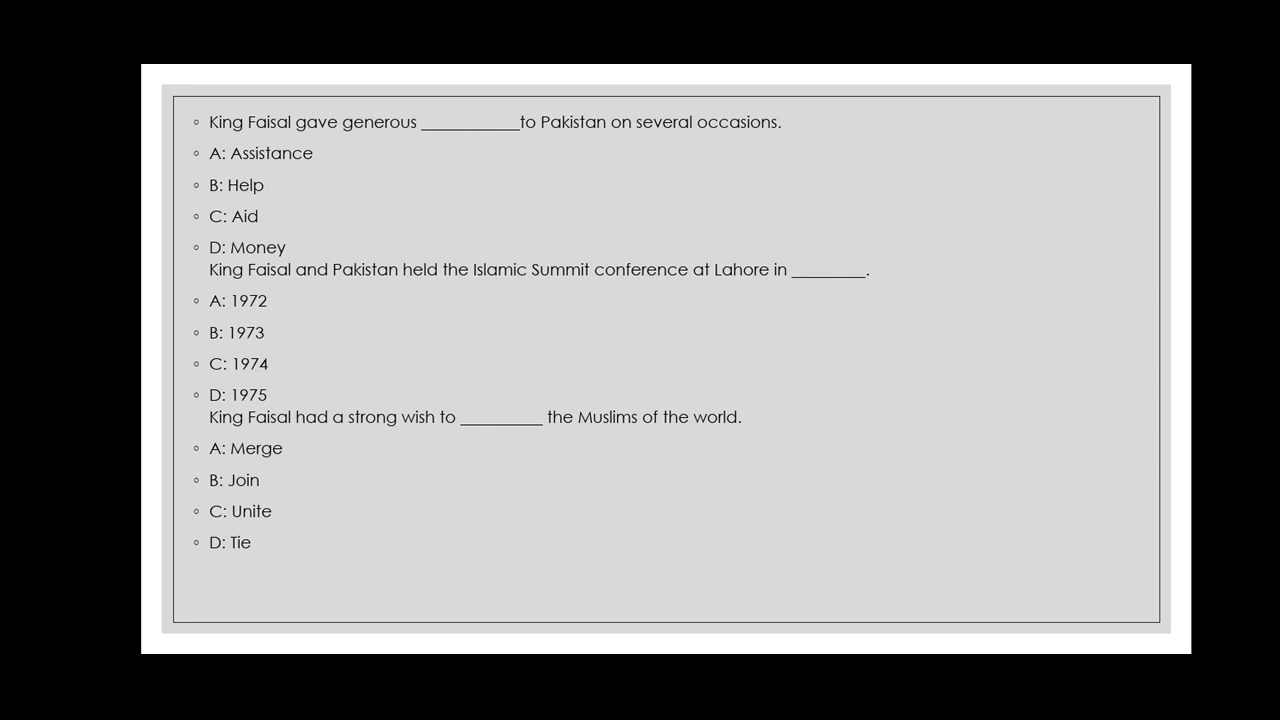 ◦ King Faisal gave generous ____________to Pakistan on several occasions.
◦ A: Assistance
◦ B: Help
◦ C: Aid
◦ D: Money
King Faisal and Pakistan held the Islamic Summit conference at Lahore in _________.
◦ A: 1972
◦ B: 1973
◦ C: 1974
◦ D: 1975
King Faisal had a strong wish to __________ the Muslims of the world.
◦ A: Merge
◦ B: Join
◦ C: Unite
◦ D: Tie